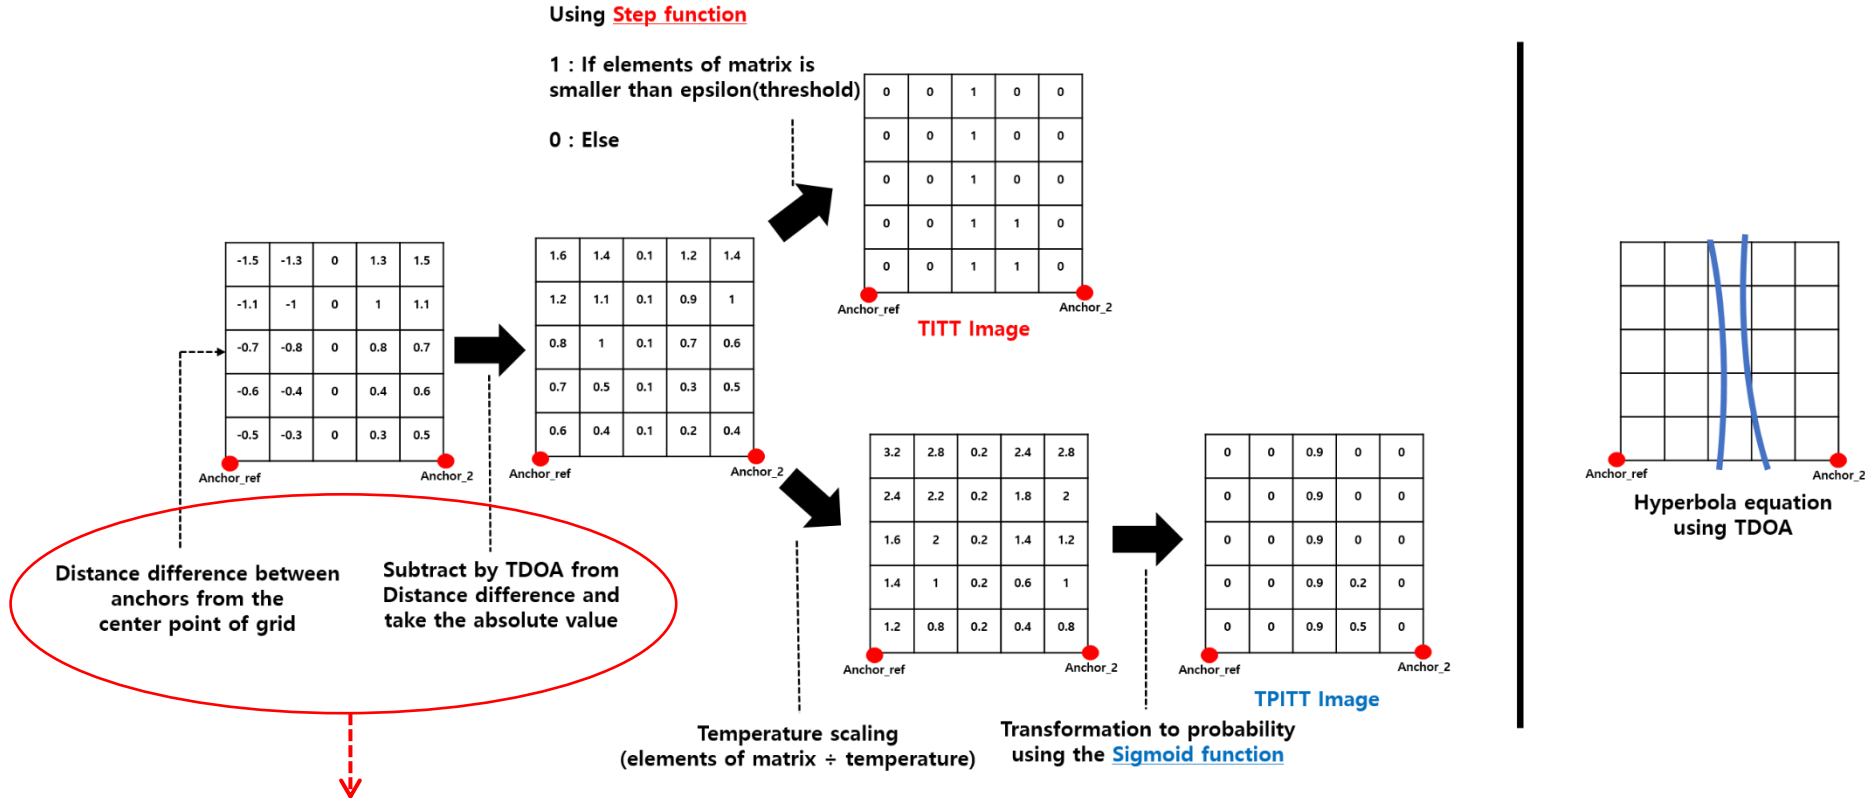 Using Step function
1 : If elements of matrix is
smaller than epsilon(threshold)
0 : Else
0 0 1 0 0
0 0 1 0 0
0 0 1 0 0
0 0 1 1 0
0 0 1 1 0
Anchor_ref Anchor_2
TITT Image
-1.5 -1.3 0 1.3 1.5
-1.1 -1 0 1 1.1
-0.7 -0.8 0 0.8 0.7
-0.6 -0.4 0 0.4 0.6
-0.5 -0.3 0 0.3 0.5
Anchor_ref Anchor_2
1.6 1.4 0.1 1.2 1.4
1.2 1.1 0.1 0.9 1
0.8 1 0.1 0.7 0.6
0.7 0.5 0.1 0.3 0.5
0.6 0.4 0.1 0.2 0.4
Anchor_ref Anchor_2
Distance difference between
anchors from the
center point of grid
Subtract by TDOA from
Distance difference and
take the absolute value
3.2 2.8 0.2 2.4 2.8
2.4 2.2 0.2 1.8 2
1.6 2 0.2 1.4 1.2
1.4 1 0.2 0.6 1
1.2 0.8 0.2 0.4 0.8
Anchor_ref Anchor_2
0 0 0.9 0 0
0 0 0.9 0 0
0 0 0.9 0 0
0 0 0.9 0.2 0
0 0 0.9 0.5 0
Anchor_ref Anchor_2
TPITT Image
Temperature scaling
(elements of matrix ÷ temperature)
Transformation to probability
using the Sigmoid function
Anchor_ref Anchor_2
Hyperbola equation
using TDOA